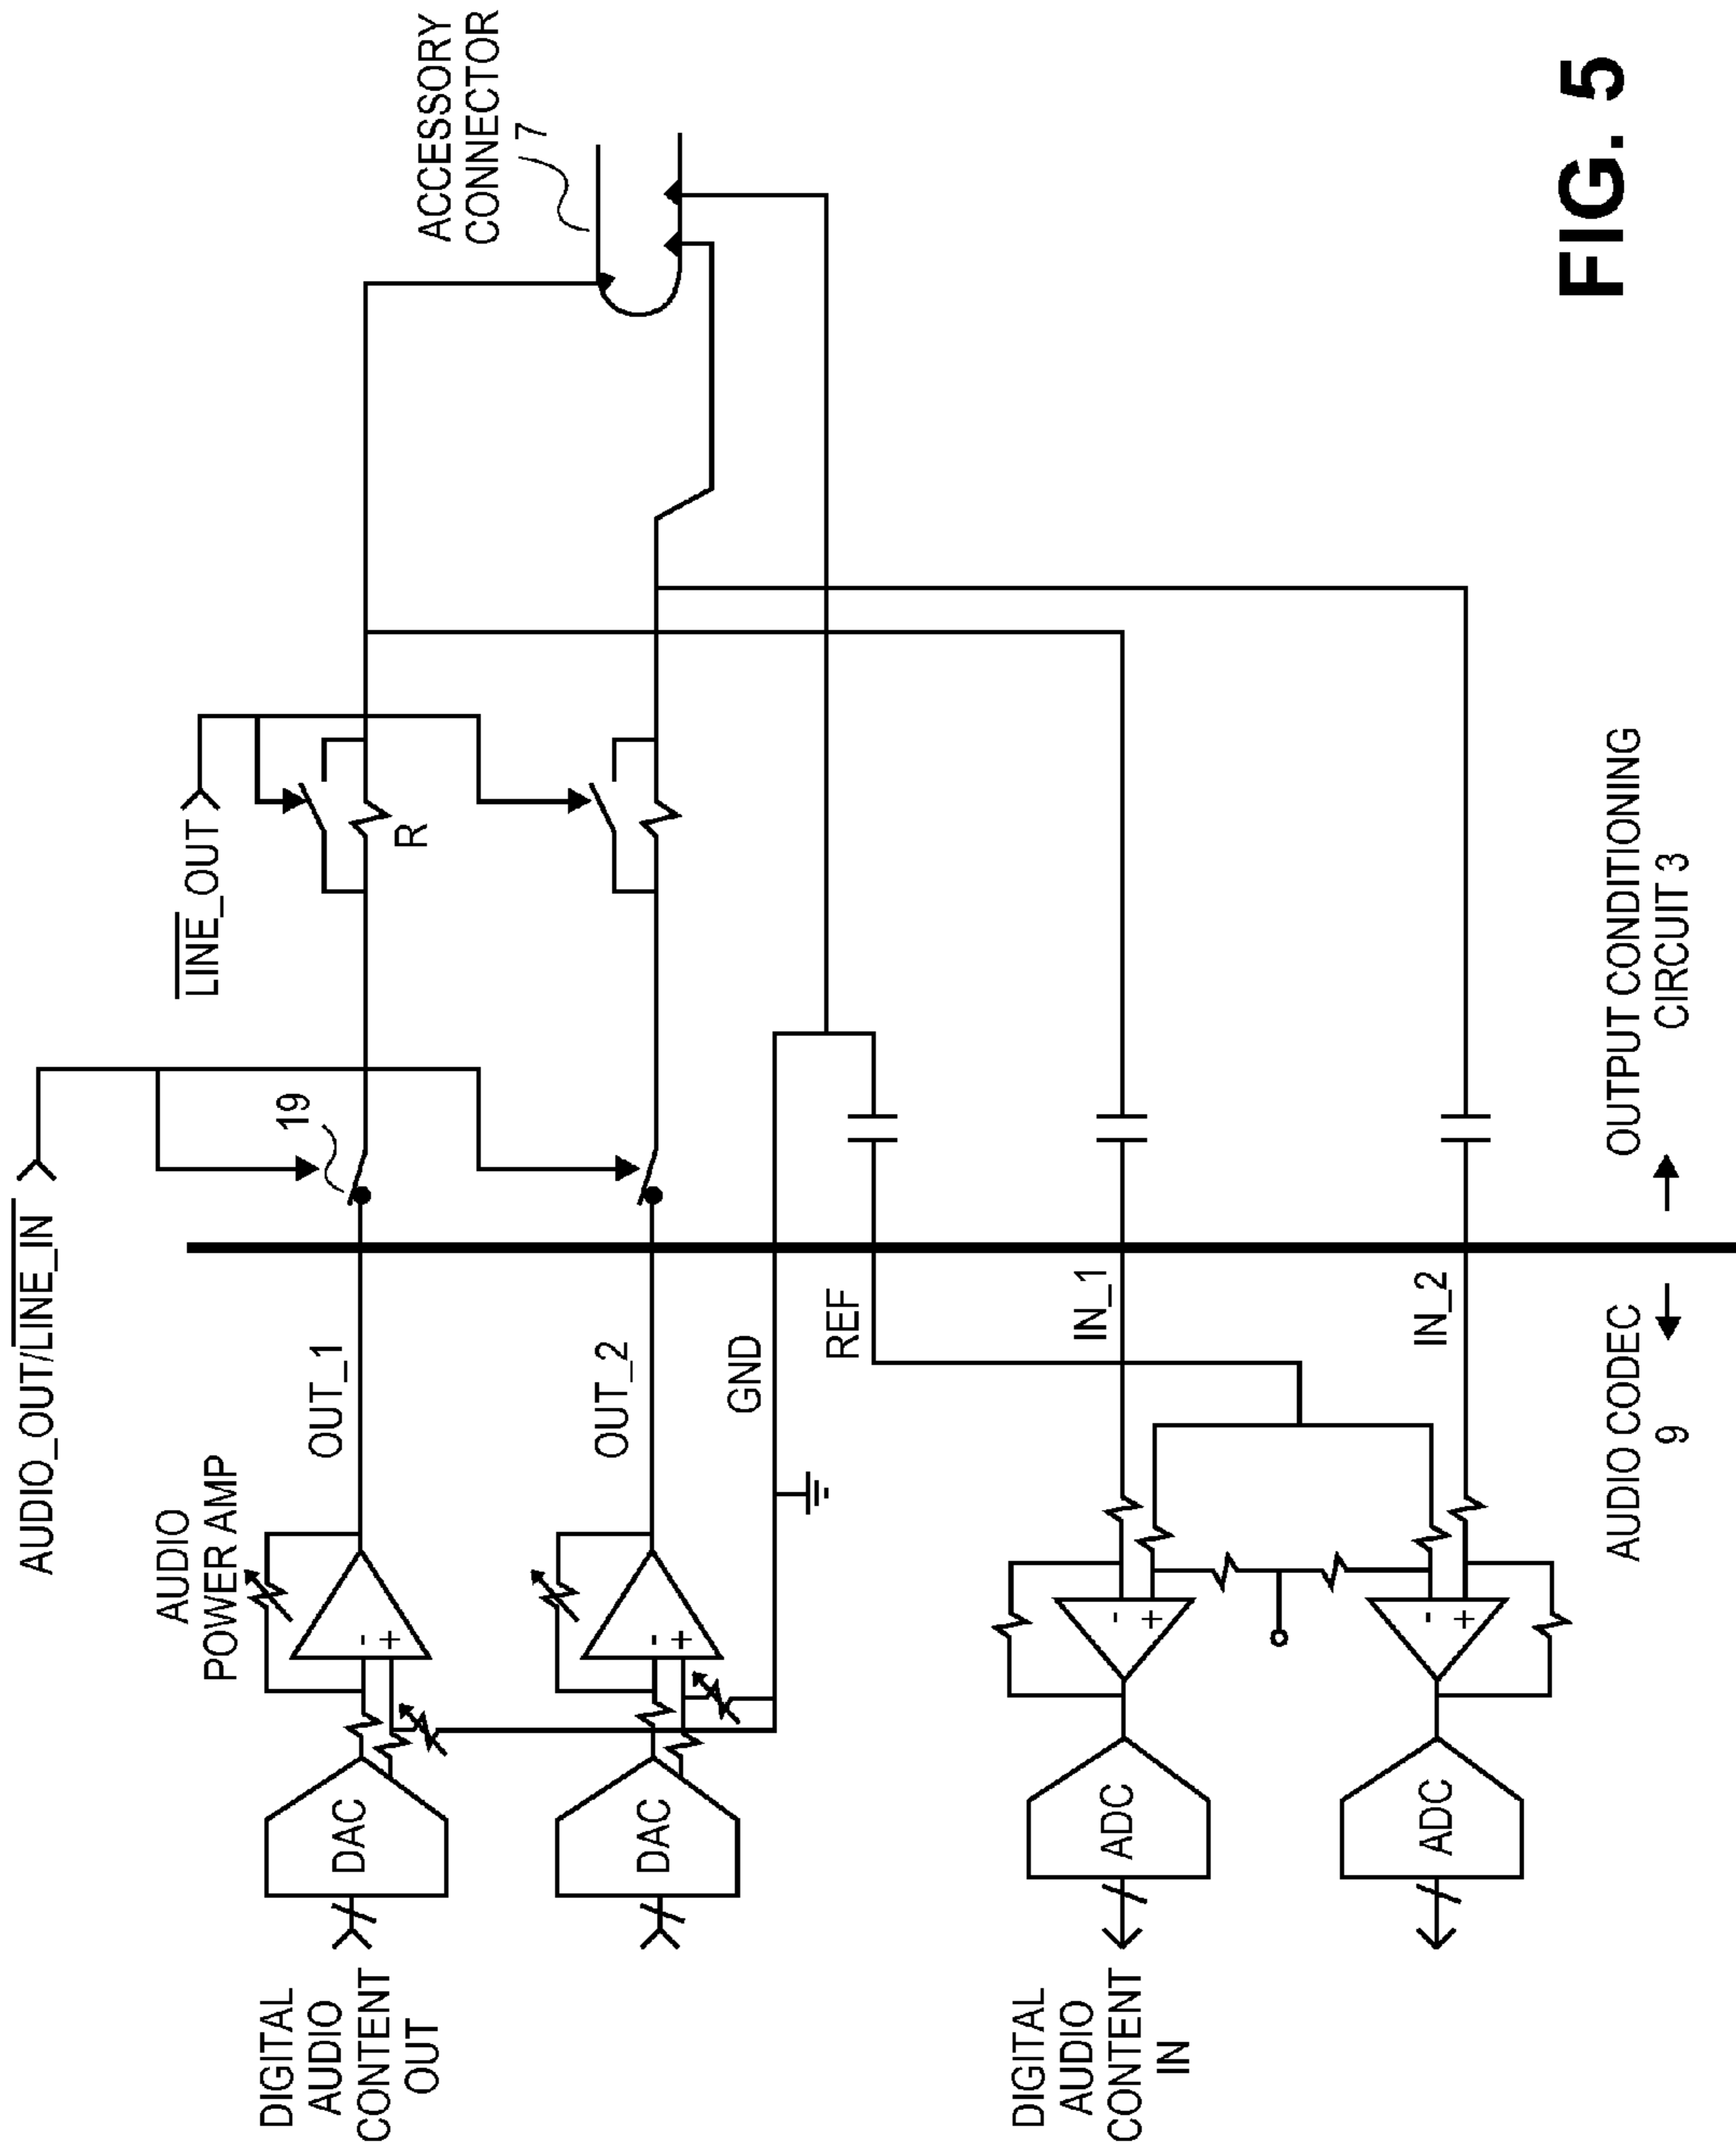 AUDIO_OUT/LINE_IN
LINE_OUT
ACCESSORY
CONNECTOR
7
19
AUDIO
POWER AMP
OUT_1
OUT_2
GND
REF
IN_1
IN_2
R
-
+
-
+
DAC
DAC
DIGITAL
AUDIO
CONTENT
OUT
-
+
-
+
ADC
ADC
DIGITAL
AUDIO
CONTENT
IN
AUDIO CODEC
9
OUTPUT CONDITIONING
CIRCUIT 3
FIG. 5